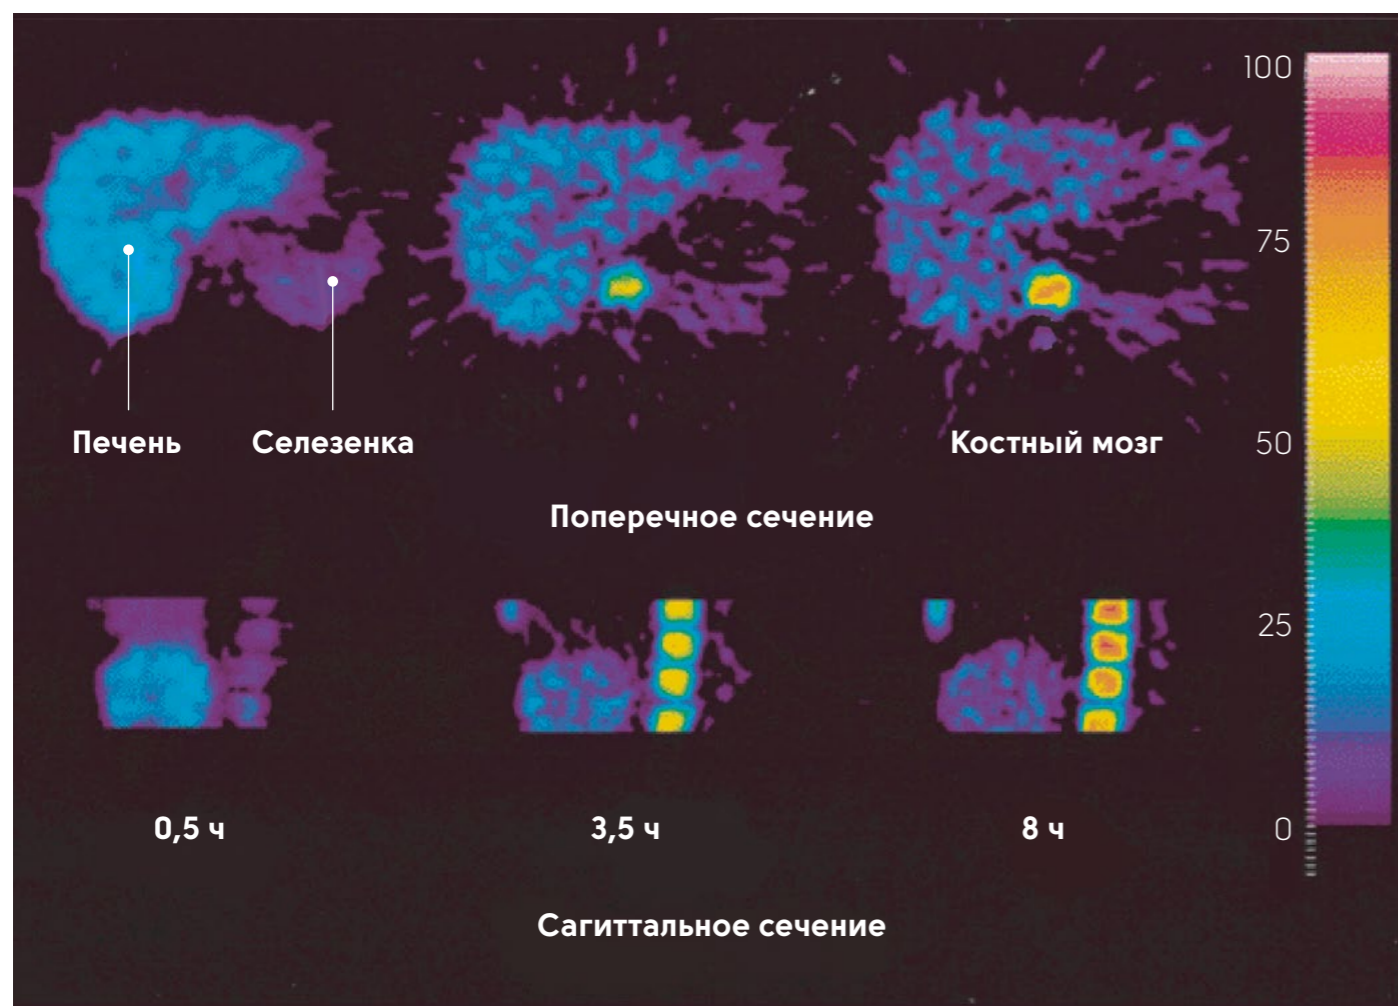 100
75
Печень
Селезенка
Костный мозг
50
Поперечное сечение
25
0,5 ч
3,5 ч
8 ч
0
Сагиттальное сечение